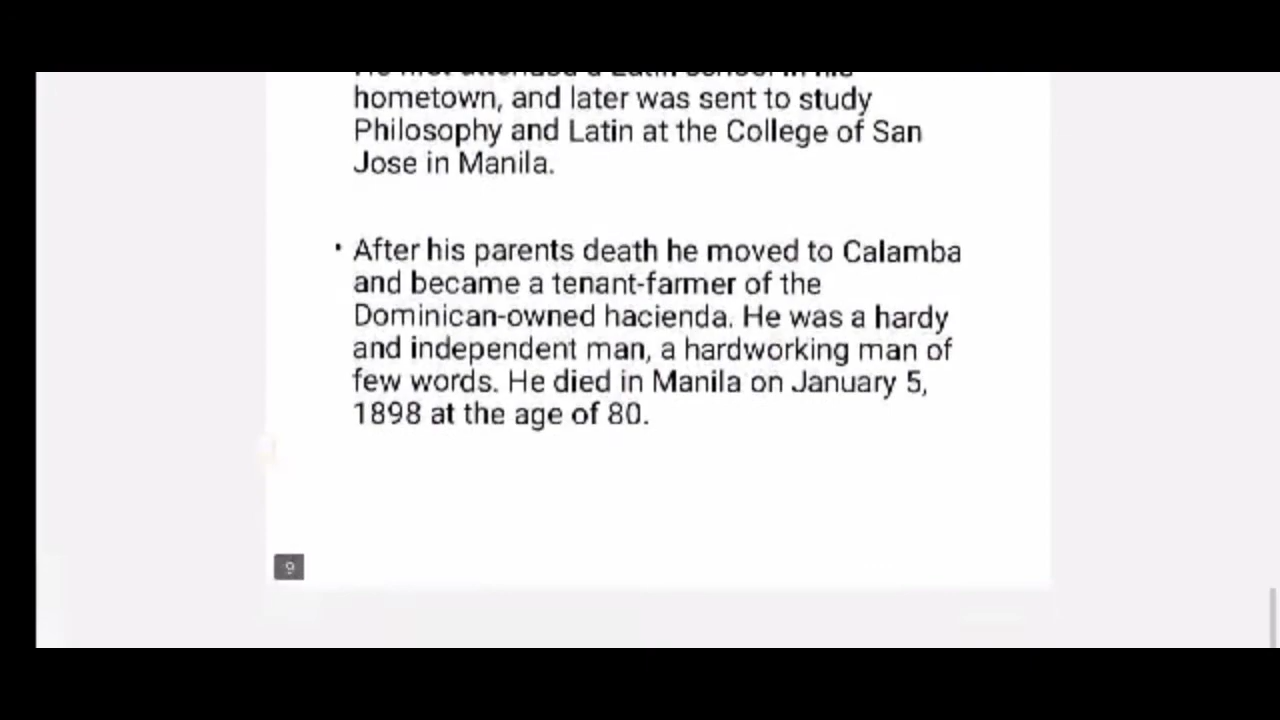 hometown, and later was sent to study
Philosophy and Latin at the College of San
Jose in Manila.
• After his parents death he moved to Calamba
and became a tenant-farmer of the
Dominican-owned hacienda. He was a hardy
and independent man, a hardworking man of
few words. He died in Manila on January 5,
1898 at the age of 80.
9